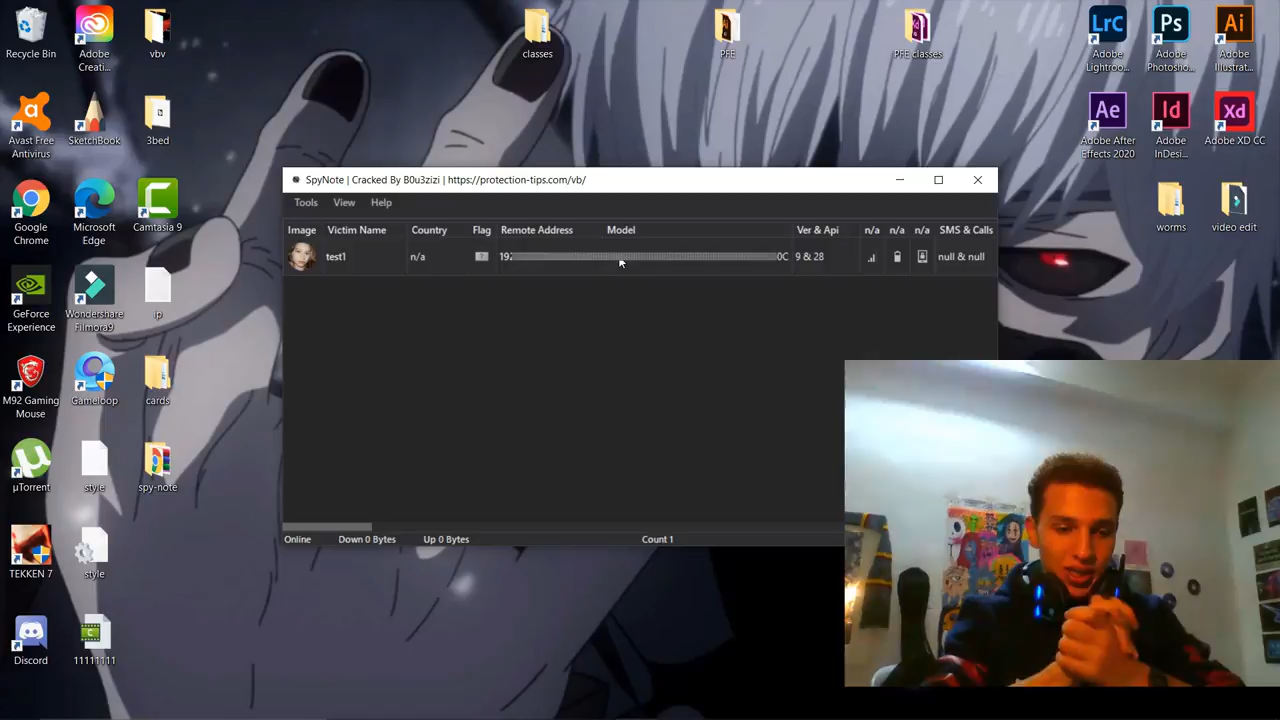 Recycle Bin
Adobe
Creati...
vbv
classes
PFE
PFE classes
Lrc
Adobe
Lightroo...
Ps
Adobe
Photosho...
Ai
Adobe
Illustrat...
Avast Free
Antivirus
SketchBook
3bed
Ae
Adobe After
Effects 2020
Id
Adobe
InDesi...
Xd
Adobe XD CC
SpyNote | Cracked By B0u3zizi | https://protection-tips.com/vb/
Tools View Help
Image Victim Name Country Flag Remote Address Model Ver & Api n/a n/a n/a SMS & Calls
test1 n/a ? 192 0C 9 & 28 null & null
Google
Chrome
Microsoft
Edge
Camtasia 9
worms
video edit
GeForce
Experience
Wondershare
Filmora9
ip
M92 Gaming
Mouse
Gameloop
cards
µTorrent
style
spy-note
TEKKEN 7
style
Online Down 0 Bytes Up 0 Bytes Count 1
Discord
11111111